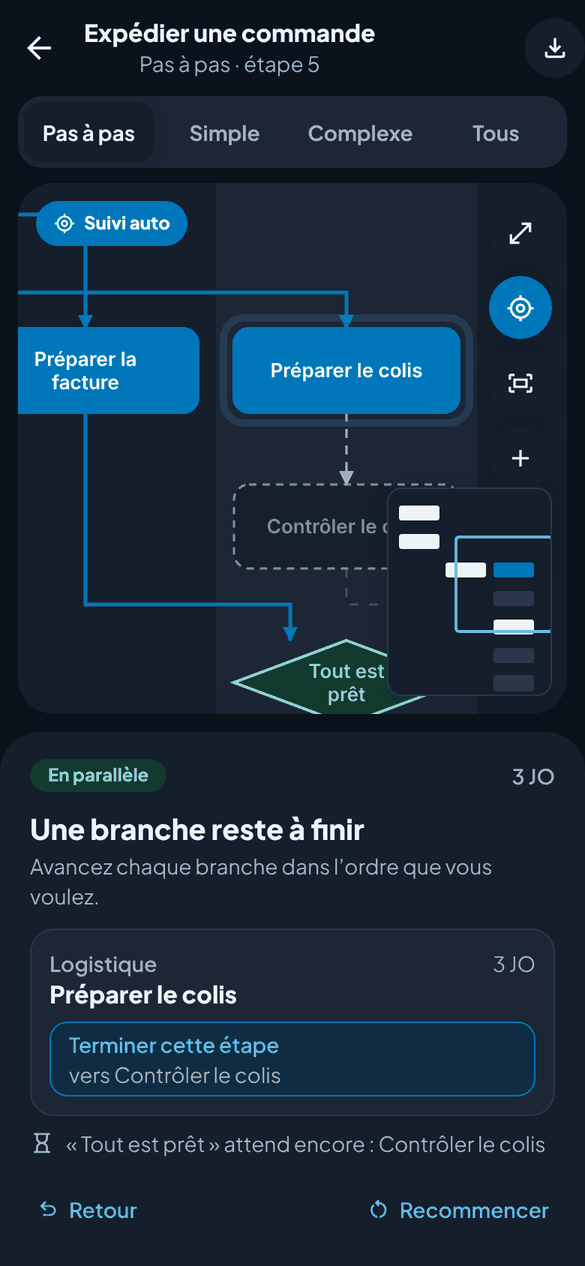 Expédier une commande
Pas à pas · étape 5
Pas à pas
Simple
Complexe
Tous
Suivi auto
Préparer la
facture
Préparer le colis
Contrôler le
Tout est
prêt
En parallèle
3 JO
Une branche reste à finir
Avancez chaque branche dans l’ordre que vous
voulez.
Logistique
3 JO
Préparer le colis
Terminer cette étape
vers Contrôler le colis
« Tout est prêt » attend encore : Contrôler le colis
Retour
Recommencer